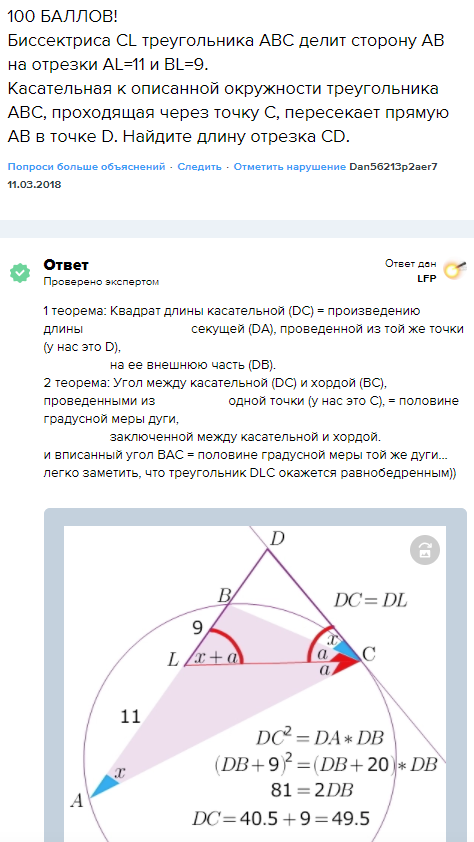 100 БАЛЛОВ!
Биссектриса CL треугольника ABC делит сторону AB
на отрезки AL=11 и BL=9.
Касательная к описанной окружности треугольника
ABC, проходящая через точку C, пересекает прямую
AB в точке D. Найдите длину отрезка CD.
Попроси больше объяснений · Следить · Отметить нарушение Dan56213p2aer7
11.03.2018
Ответ
Проверено экспертом
Ответ дан
LFP
1 теорема: Квадрат длины касательной (DC) = произведению
длины секущей (DA), проведенной из той же точки
(у нас это D),
на ее внешнюю часть (DB).
2 теорема: Угол между касательной (DC) и хордой (BC),
проведенными из одной точки (у нас это С), = половине
градусной меры дуги,
заключенной между касательной и хордой.
и вписанный угол ВАС = половине градусной меры той же дуги...
легко заметить, что треугольник DLC окажется равнобедренным))
D
B
DC=DL
9
x
L x+a
a
C
a
11
DC²=DA∗DB
x
(DB+9)²=(DB+20)∗DB
A
81=2DB
DC=40.5+9=49.5